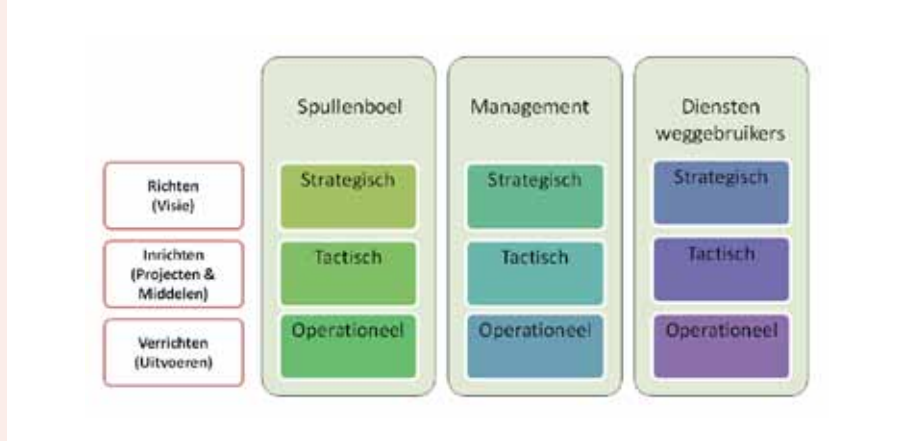 Spullenboel
Management
Diensten
weggebruikers
Richten
(Visie)
Strategisch
Strategisch
Strategisch
Inrichten
(Projecten &
Middelen)
Tactisch
Tactisch
Tactisch
Verrichten
(Uitvoeren)
Operationeel
Operationeel
Operationeel